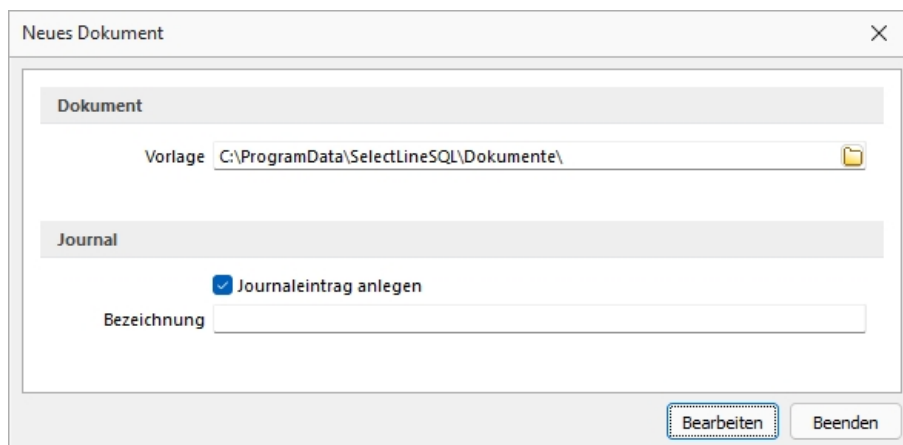 Neues Dokument
Dokument
Vorlage C:\ProgramData\SelectLineSQL\Dokumente\
Journal
Journaleintrag anlegen
Bezeichnung
Bearbeiten Beenden